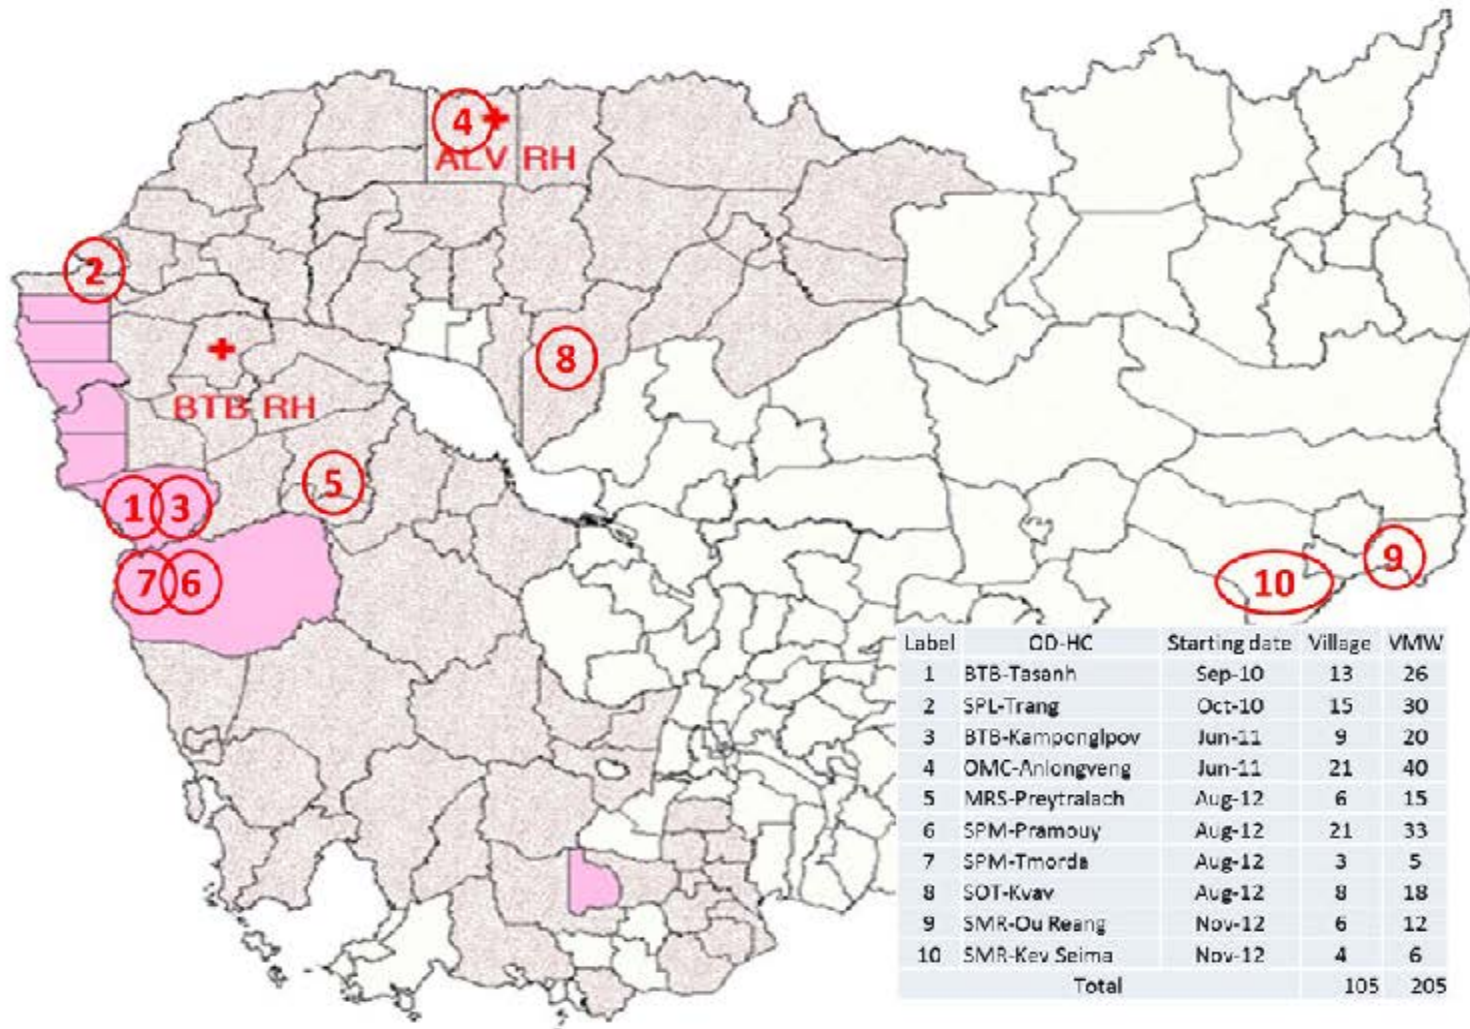 4
ALV RH
2
8
BTB RH
5
1 3
7 6
9
10
Label OD-HC Starting date Village VMW
1 BTB-Tasanh Sep-10 13 26
2 SPL-Trang Oct-10 15 30
3 BTB-Kamponglpov Jun-11 9 20
4 OMC-Anlongveng Jun-11 21 40
5 MRS-Preytralach Aug-12 6 15
6 SPM-Pramouy Aug-12 21 33
7 SPM-Tmorda Aug-12 3 5
8 SOT-Kvav Aug-12 8 18
9 SMR-Ou Reang Nov-12 6 12
10 SMR-Kev Seima Nov-12 4 6
Total 105 205